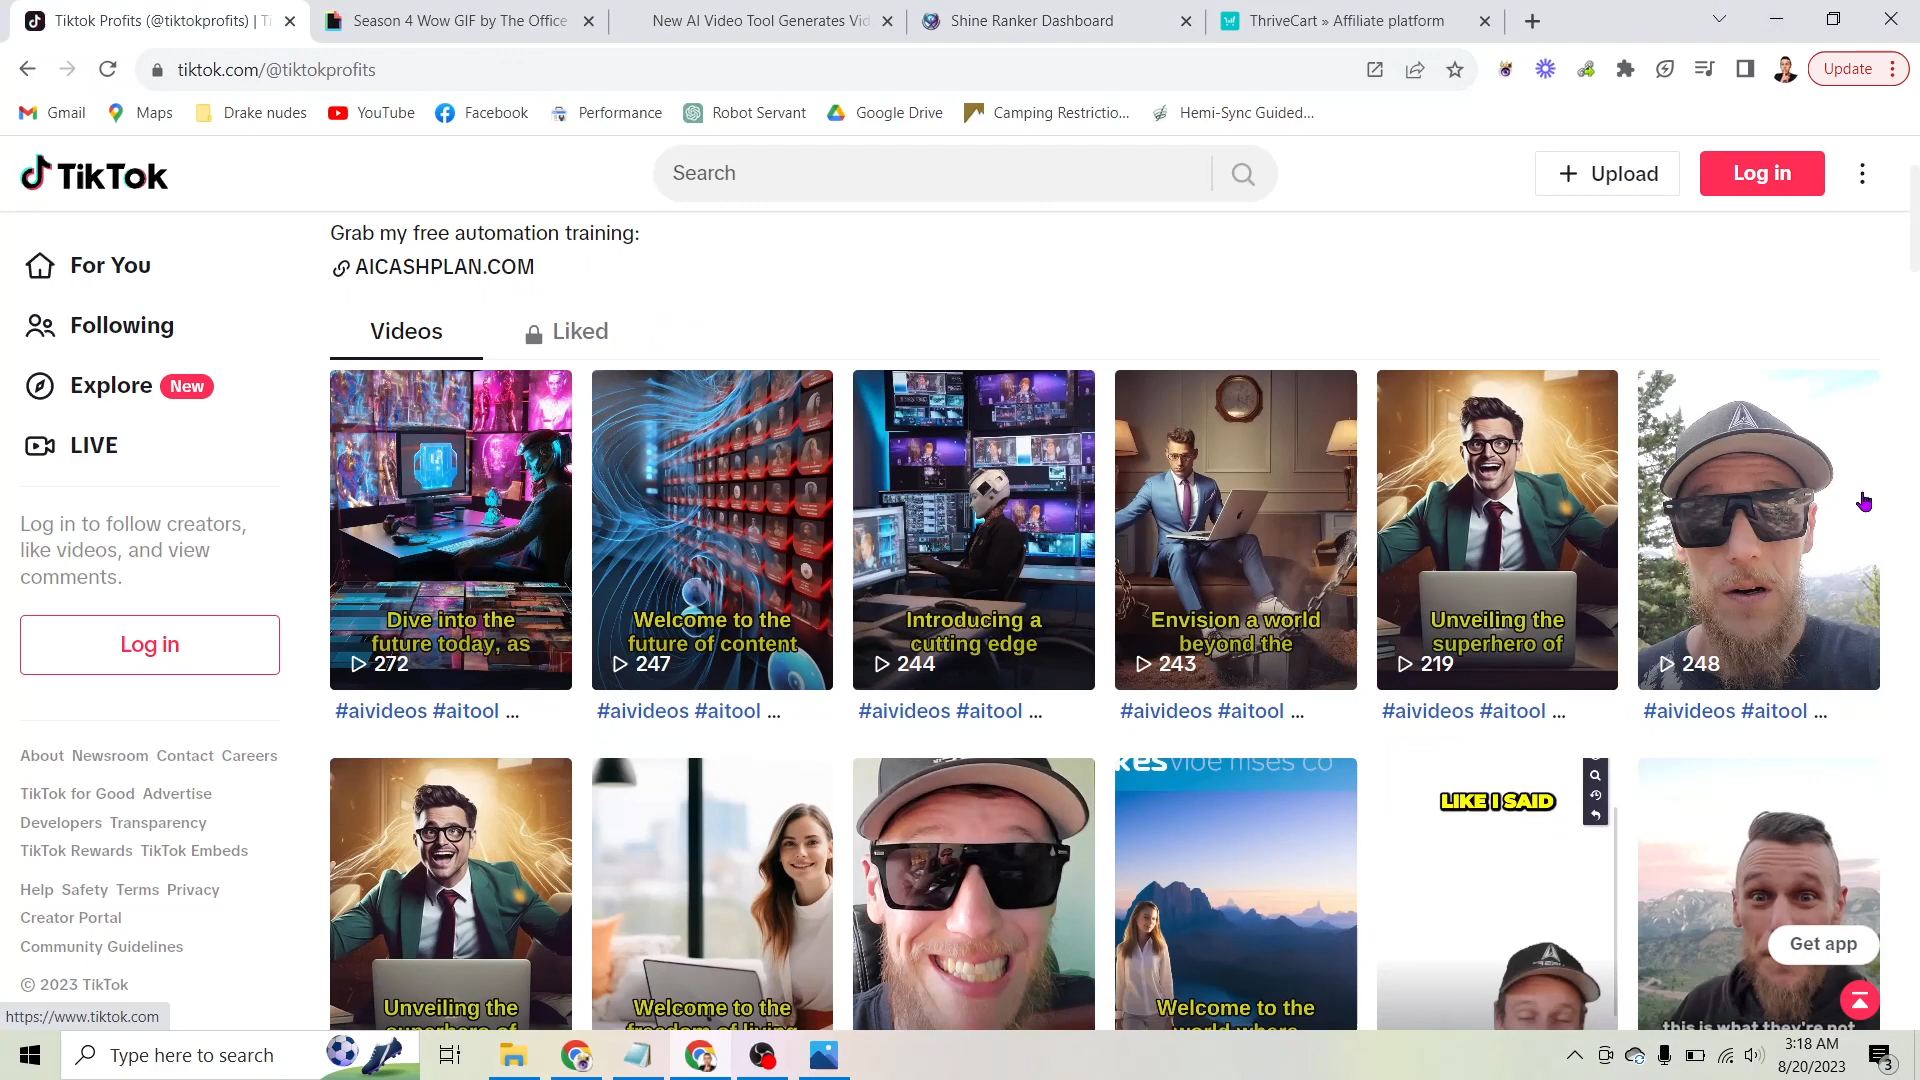 Tiktok Profits (@tiktokprofits) | Ti
Season 4 Wow GIF by The Office
New AI Video Tool Generates Vid
Shine Ranker Dashboard
ThriveCart » Affiliate platform
tiktok.com/@tiktokprofits
Update
Gmail
Maps
Drake nudes
YouTube
Facebook
Performance
Robot Servant
Google Drive
Camping Restrictio...
Hemi-Sync Guided...
TikTok
Search
Upload
Log in
Grab my free automation training:
AICASHPLAN.COM
For You
Following
Explore New
LIVE
Log in to follow creators,
like videos, and view
comments.
Log in
About Newsroom Contact Careers
TikTok for Good Advertise
Developers Transparency
TikTok Rewards TikTok Embeds
Help Safety Terms Privacy
Creator Portal
Community Guidelines
© 2023 TikTok
https://www.tiktok.com
Videos
Liked
Dive into the
future today, as
272
#aivideos #aitool ...
Welcome to the
future of content
247
#aivideos #aitool ...
Introducing a
cutting edge
244
#aivideos #aitool ...
Envision a world
beyond the
243
#aivideos #aitool ...
Unveiling the
superhero of
219
#aivideos #aitool ...
248
#aivideos #aitool ...
Unveiling the
superhero of
Welcome to the
freedom of living
Welcome to the
world where
LIKE I SAID
this is what they're not
Get app
Type here to search
3:18 AM
8/20/2023
3